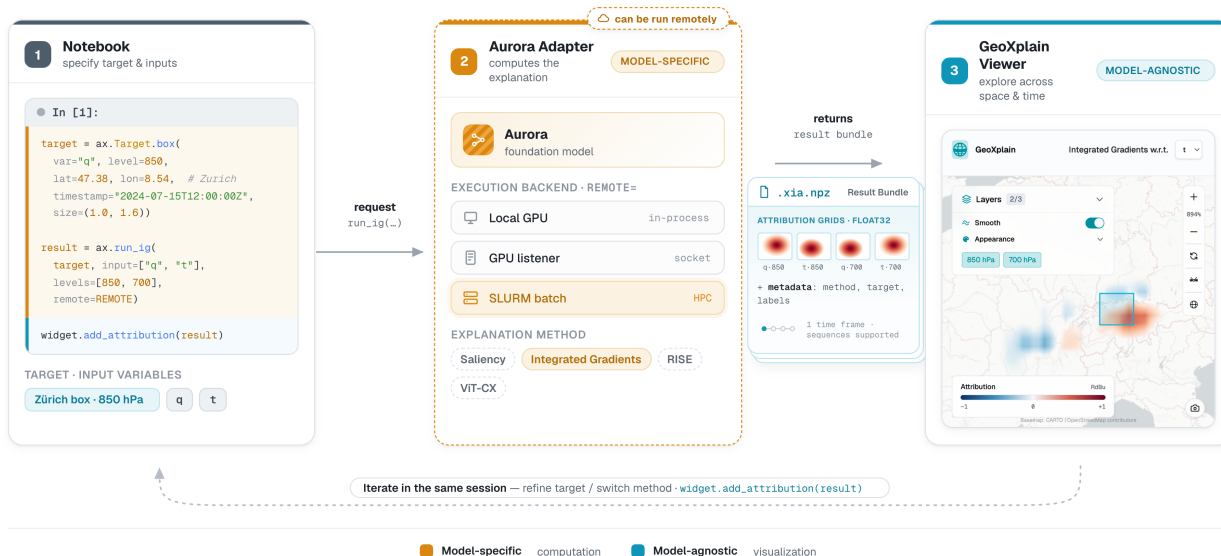 can be run remotely
1
Notebook
specify target & inputs
In [1]:
target = ax.Target.box(
var="q", level=850,
lat=47.38, lon=8.54, # Zurich
timestamp="2024-07-15T12:00:00Z",
size=(1.0, 1.6))
result = ax.run_ig(
target, input=["q", "t"],
levels=[850, 700],
remote=REMOTE)
widget.add_attribution(result)
TARGET · INPUT VARIABLES
Zürich box · 850 hPa
q
t
request
run_ig(…)
2
Aurora Adapter
computes the
explanation
MODEL-SPECIFIC
Aurora
foundation model
EXECUTION BACKEND · REMOTE=
Local GPU in-process
GPU listener socket
SLURM batch HPC
EXPLANATION METHOD
Saliency
Integrated Gradients
RISE
ViT-CX
returns
result bundle
.xia.npz Result Bundle
ATTRIBUTION GRIDS · FLOAT32
q·850 t·850 q·700 t·700
+ metadata: method, target,
labels
1 time frame ·
sequences supported
3
GeoXplain
Viewer
explore across
space & time
MODEL-AGNOSTIC
GeoXplain
Integrated Gradients w.r.t. t
Layers 2/3
Smooth
Appearance
850 hPa 700 hPa
894%
Attribution RdBu
−1 0 +1
Basemap: CARTO | OpenStreetMap contributors
Iterate in the same session — refine target / switch method · widget.add_attribution(result)
Model-specific computation
Model-agnostic visualization